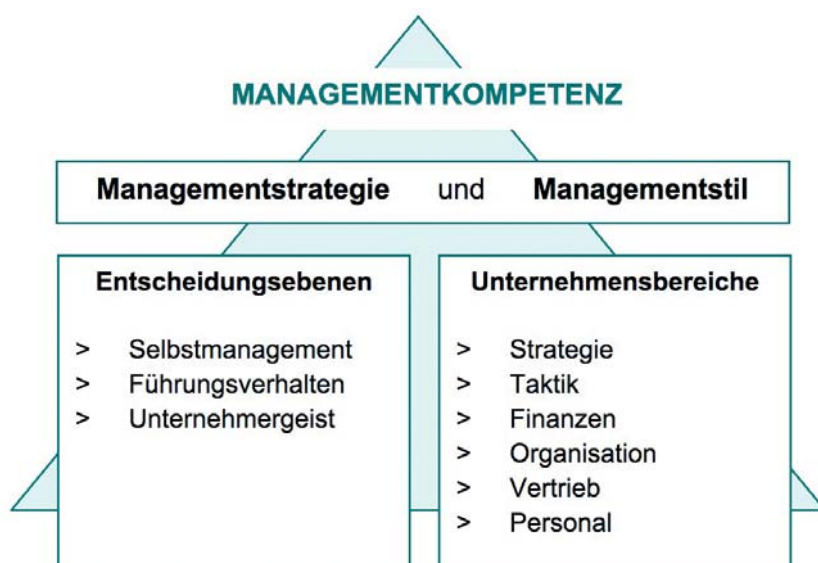 MANAGEMENTKOMPETENZ
Managementstrategie und Managementstil
Entscheidungsebenen
> Selbstmanagement
> Führungsverhalten
> Unternehmergeist
Unternehmensbereiche
> Strategie
> Taktik
> Finanzen
> Organisation
> Vertrieb
> Personal